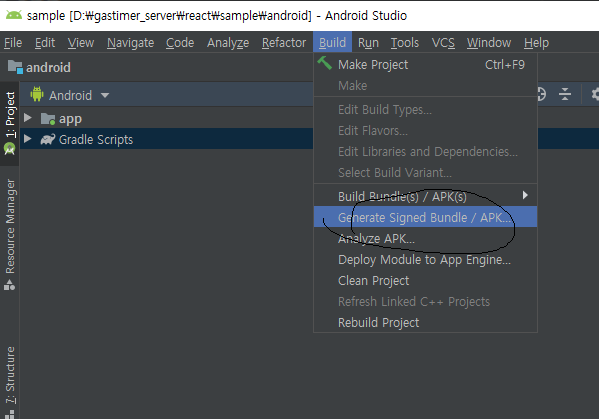 sample [D:₩gastimer_server₩react₩sample₩android] - Android Studio
File Edit View Navigate Code Analyze Refactor Build Run Tools VCS Window Help
android
Make Project Ctrl+F9
Make
Android
app
Gradle Scripts
Edit Build Types...
Edit Flavors...
Edit Libraries and Dependencies...
Select Build Variant...
Build Bundle(s) / APK(s)
Generate Signed Bundle / APK...
Analyze APK...
Deploy Module to App Engine...
Clean Project
Refresh Linked C++ Projects
Rebuild Project
1: Project
Resource Manager
7: Structure